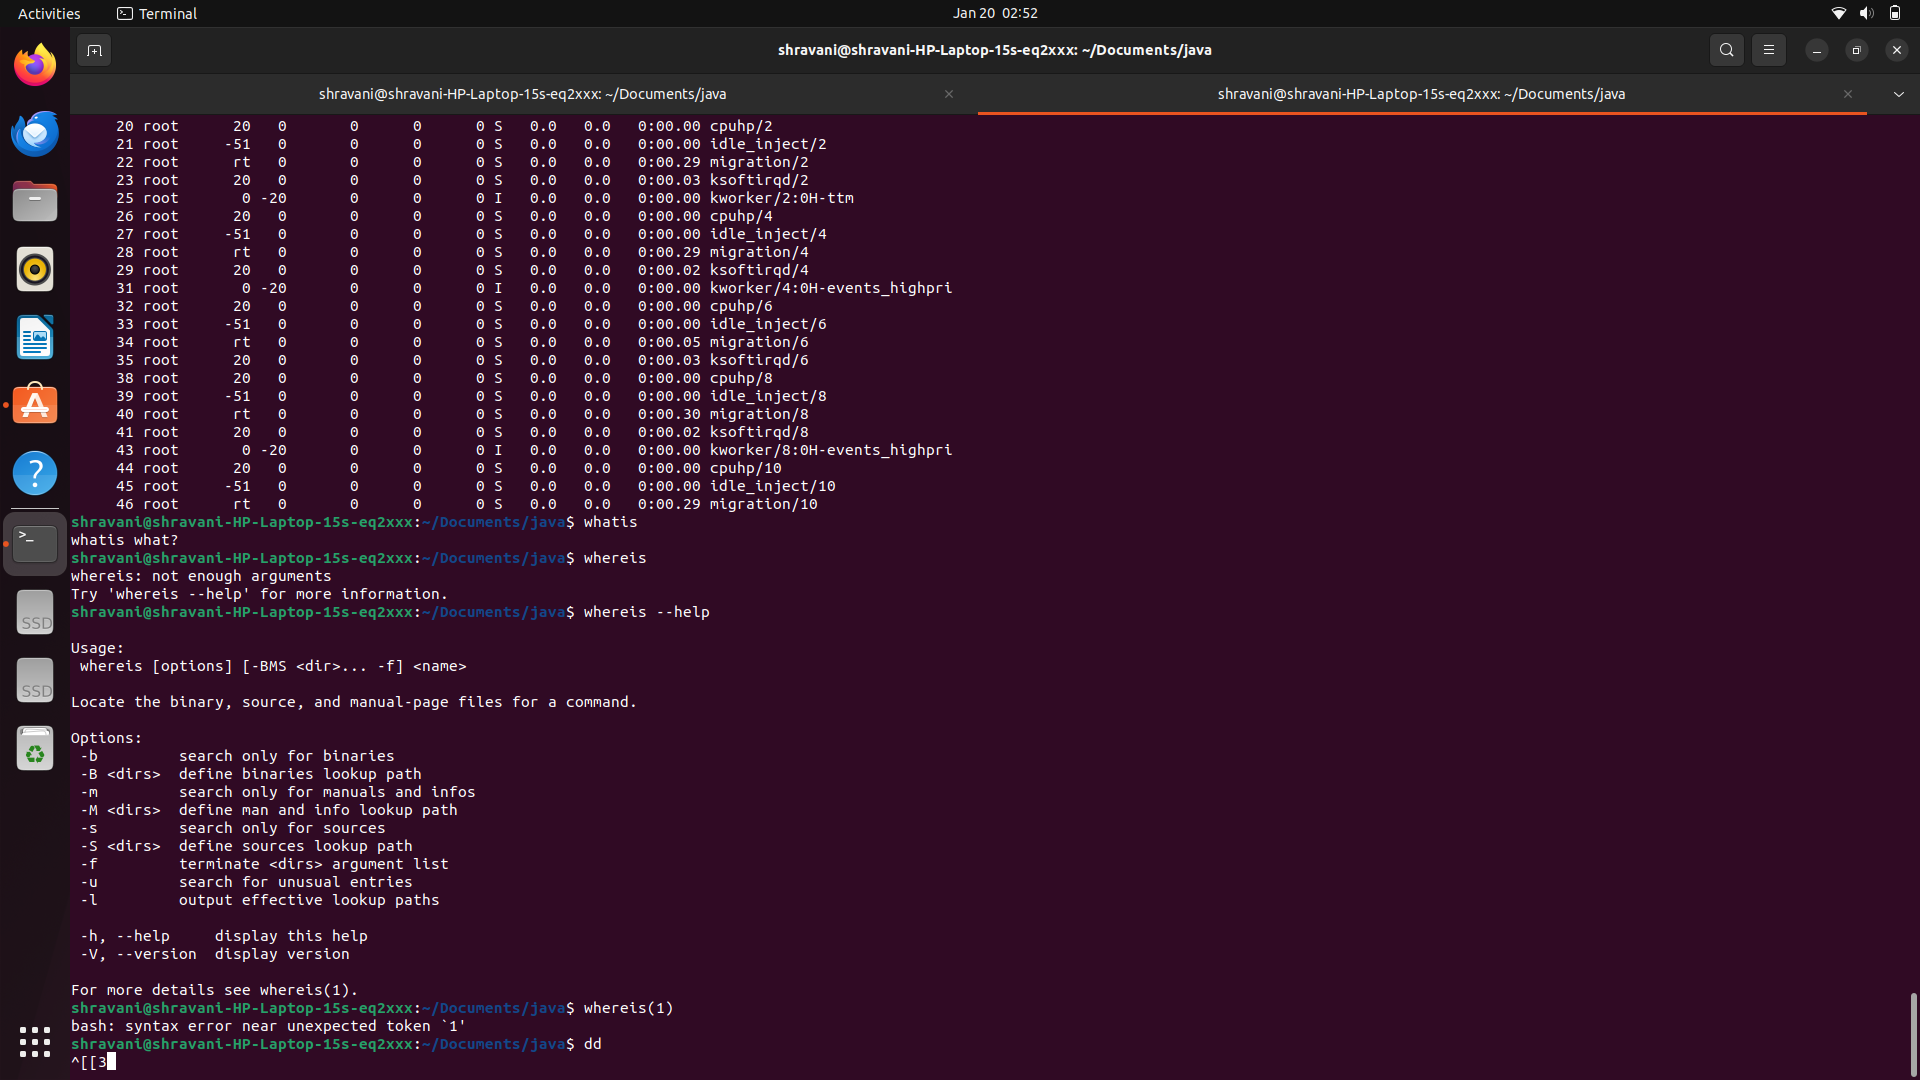 Activities Terminal Jan 20 02:52
shravani@shravani-HP-Laptop-15s-eq2xxx: ~/Documents/java
shravani@shravani-HP-Laptop-15s-eq2xxx: ~/Documents/java shravani@shravani-HP-Laptop-15s-eq2xxx: ~/Documents/java
20 root 20 0 0 0 0 S 0.0 0.0 0:00.00 cpuhp/2
21 root -51 0 0 0 0 S 0.0 0.0 0:00.00 idle_inject/2
22 root rt 0 0 0 0 S 0.0 0.0 0:00.29 migration/2
23 root 20 0 0 0 0 S 0.0 0.0 0:00.03 ksoftirqd/2
25 root 0 -20 0 0 0 I 0.0 0.0 0:00.00 kworker/2:0H-ttm
26 root 20 0 0 0 0 S 0.0 0.0 0:00.00 cpuhp/4
27 root -51 0 0 0 0 S 0.0 0.0 0:00.00 idle_inject/4
28 root rt 0 0 0 0 S 0.0 0.0 0:00.29 migration/4
29 root 20 0 0 0 0 S 0.0 0.0 0:00.02 ksoftirqd/4
31 root 0 -20 0 0 0 I 0.0 0.0 0:00.00 kworker/4:0H-events_highpri
32 root 20 0 0 0 0 S 0.0 0.0 0:00.00 cpuhp/6
33 root -51 0 0 0 0 S 0.0 0.0 0:00.00 idle_inject/6
34 root rt 0 0 0 0 S 0.0 0.0 0:00.05 migration/6
35 root 20 0 0 0 0 S 0.0 0.0 0:00.03 ksoftirqd/6
38 root 20 0 0 0 0 S 0.0 0.0 0:00.00 cpuhp/8
39 root -51 0 0 0 0 S 0.0 0.0 0:00.00 idle_inject/8
40 root rt 0 0 0 0 S 0.0 0.0 0:00.30 migration/8
41 root 20 0 0 0 0 S 0.0 0.0 0:00.02 ksoftirqd/8
43 root 0 -20 0 0 0 I 0.0 0.0 0:00.00 kworker/8:0H-events_highpri
44 root 20 0 0 0 0 S 0.0 0.0 0:00.00 cpuhp/10
45 root -51 0 0 0 0 S 0.0 0.0 0:00.00 idle_inject/10
46 root rt 0 0 0 0 S 0.0 0.0 0:00.29 migration/10
shravani@shravani-HP-Laptop-15s-eq2xxx:~/Documents/java$ whatis
whatis what?
shravani@shravani-HP-Laptop-15s-eq2xxx:~/Documents/java$ whereis
whereis: not enough arguments
Try 'whereis --help' for more information.
shravani@shravani-HP-Laptop-15s-eq2xxx:~/Documents/java$ whereis --help
Usage:
whereis [options] [-BMS <dir>... -f] <name>
Locate the binary, source, and manual-page files for a command.
Options:
-b search only for binaries
-B <dirs> define binaries lookup path
-m search only for manuals and infos
-M <dirs> define man and info lookup path
-s search only for sources
-S <dirs> define sources lookup path
-f terminate <dirs> argument list
-u search for unusual entries
-l output effective lookup paths
-h, --help display this help
-V, --version display version
For more details see whereis(1).
shravani@shravani-HP-Laptop-15s-eq2xxx:~/Documents/java$ whereis(1)
bash: syntax error near unexpected token `1'
shravani@shravani-HP-Laptop-15s-eq2xxx:~/Documents/java$ dd
^[[3
SSD
SSD